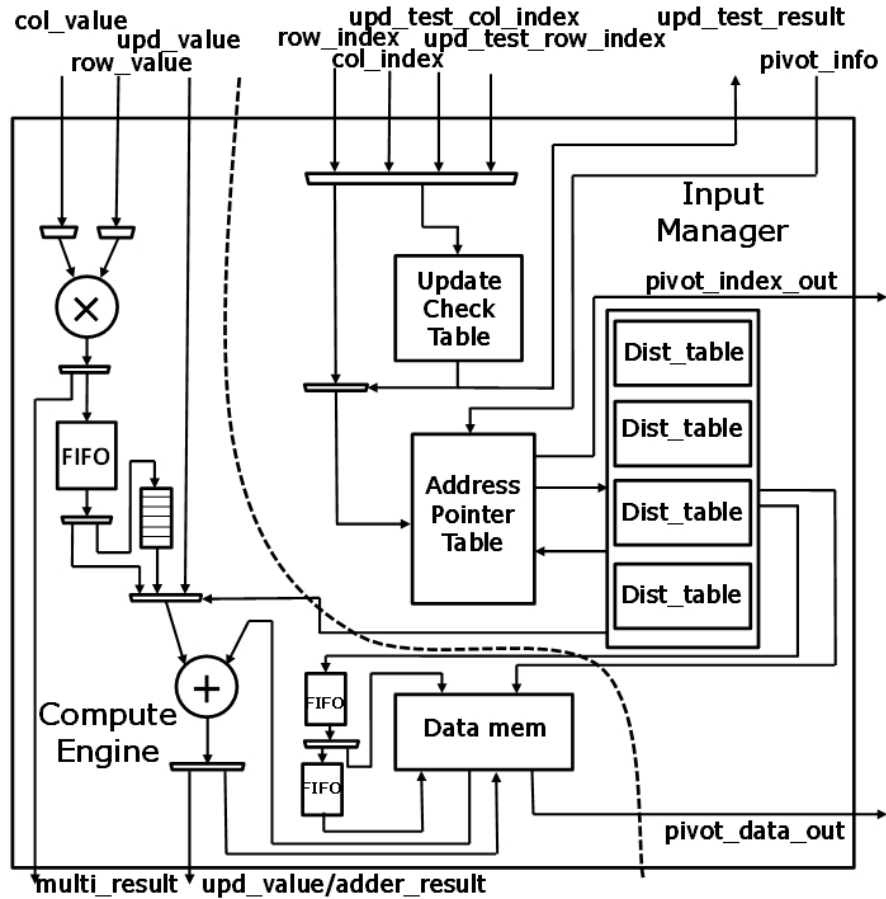 col_value
upd_value
row_value
upd_test_col_index
row_index
upd_test_row_index
col_index
upd_test_result
pivot_info
Input
Manager
Update
Check
Table
pivot_index_out
Dist_table
Dist_table
Dist_table
Dist_table
FIFO
Address
Pointer
Table
×
+
Compute
Engine
FIFO
FIFO
Data mem
pivot_data_out
multi_result
upd_value/adder_result